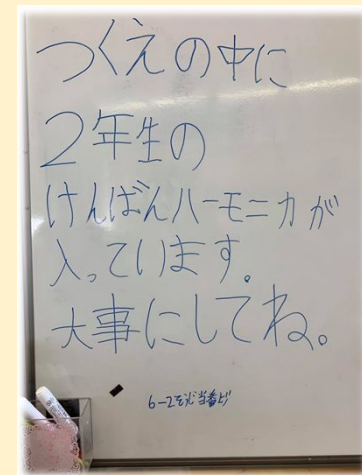 つくえの中に
2年生の
けんばんハーモニカが
入っています。
大事にしてね。
6-2そうじ当番より